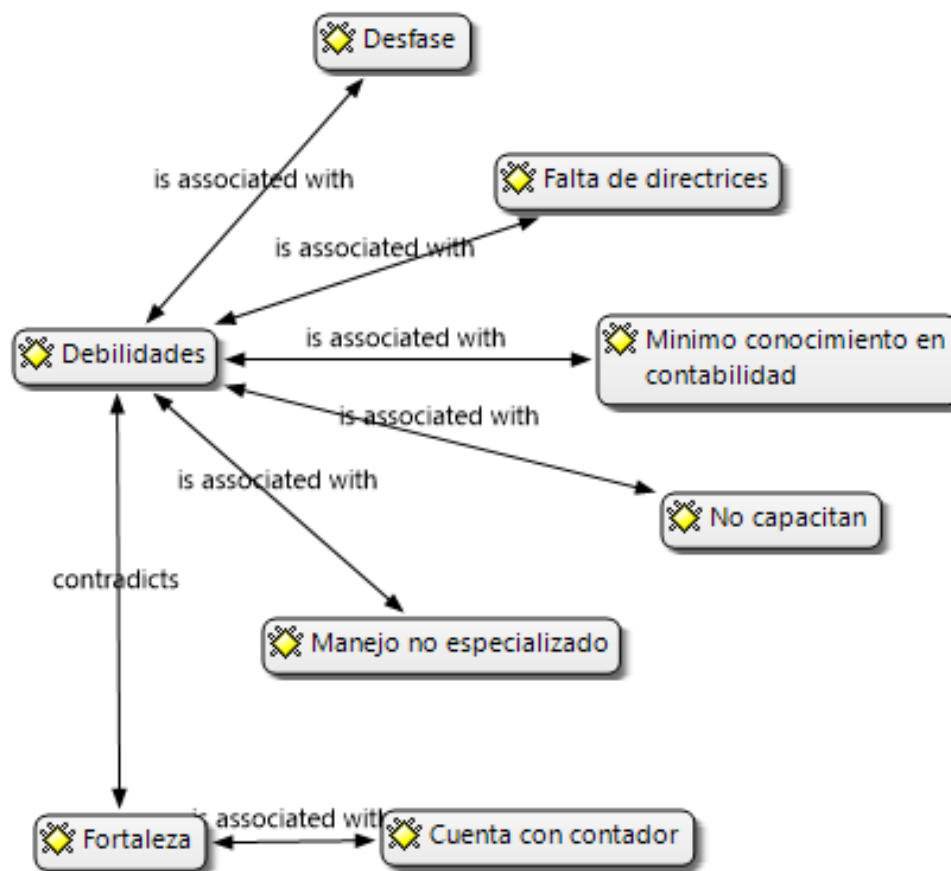 Desfase
is associated with
Falta de directrices
is associated with
is associated with
Debilidades
Minimo conocimiento en
contabilidad
is associated with
is associated with
No capacitan
contradicts
Manejo no especializado
is associated with
Fortaleza
Cuenta con contador